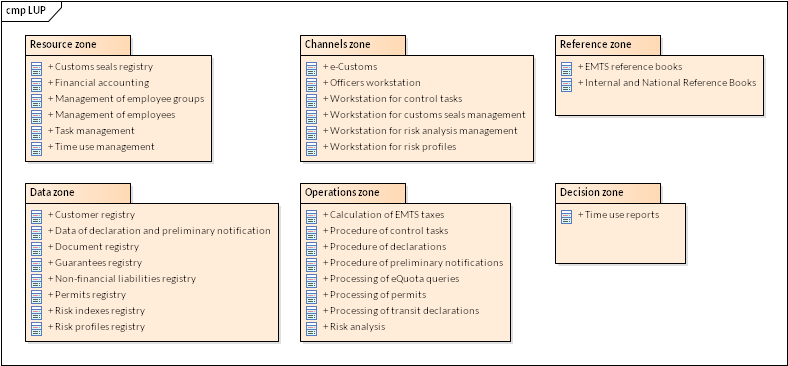 cmp LUP
Resource zone
+ Customs seals registry
+ Financial accounting
+ Management of employee groups
+ Management of employees
+ Task management
+ Time use management
Channels zone
+ e-Customs
+ Officers workstation
+ Workstation for control tasks
+ Workstation for customs seals management
+ Workstation for risk analysis management
+ Workstation for risk profiles
Reference zone
+ EMTS reference books
+ Internal and National Reference Books
Data zone
+ Customer registry
+ Data of declaration and preliminary notification
+ Document registry
+ Guarantees registry
+ Non-financial liabilities registry
+ Permits registry
+ Risk indexes registry
+ Risk profiles registry
Operations zone
+ Calculation of EMTS taxes
+ Procedure of control tasks
+ Procedure of declarations
+ Procedure of preliminary notifications
+ Processing of eQuota queries
+ Processing of permits
+ Processing of transit declarations
+ Risk analysis
Decision zone
+ Time use reports